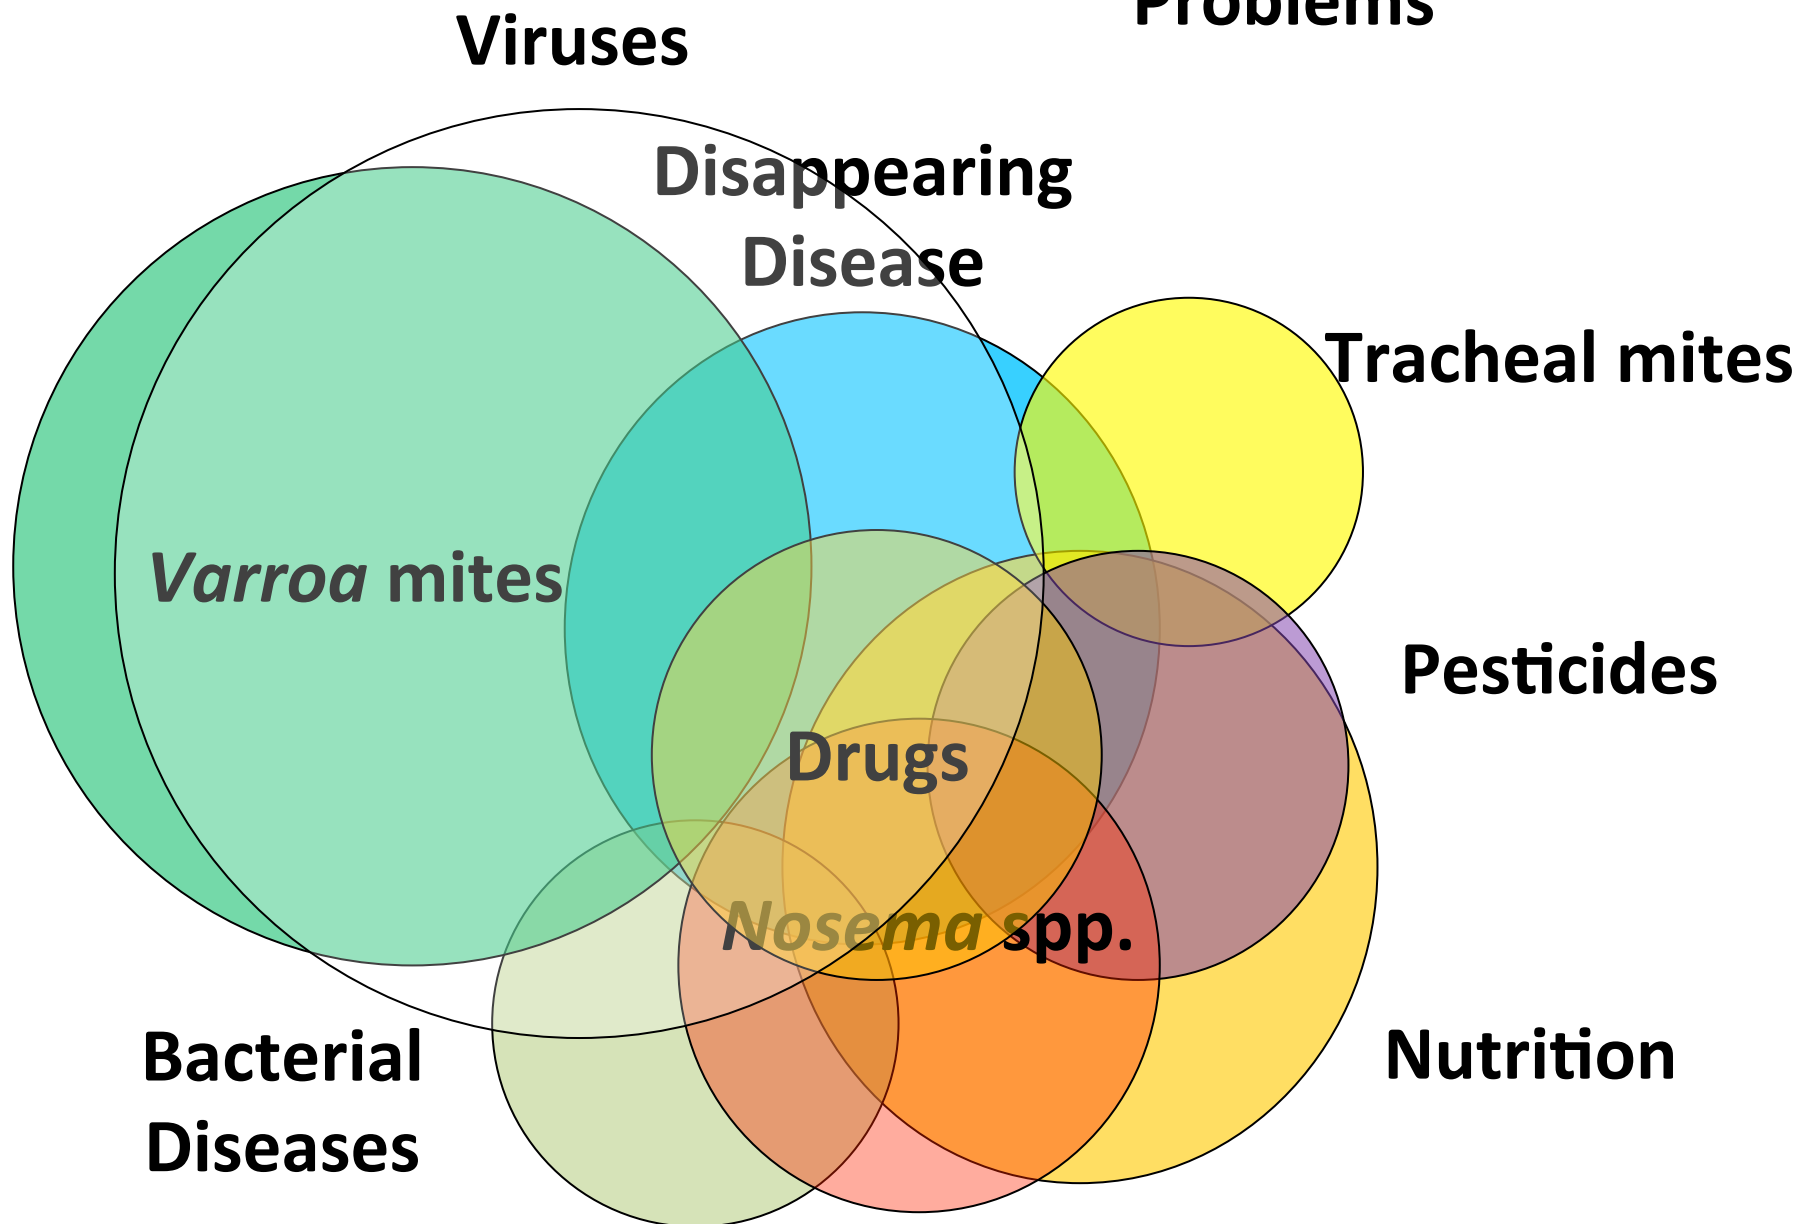 Problems
Viruses
Disappearing
Disease
Tracheal mites
Varroa mites
Pesticides
Drugs
Nosema spp.
Bacterial
Diseases
Nutrition